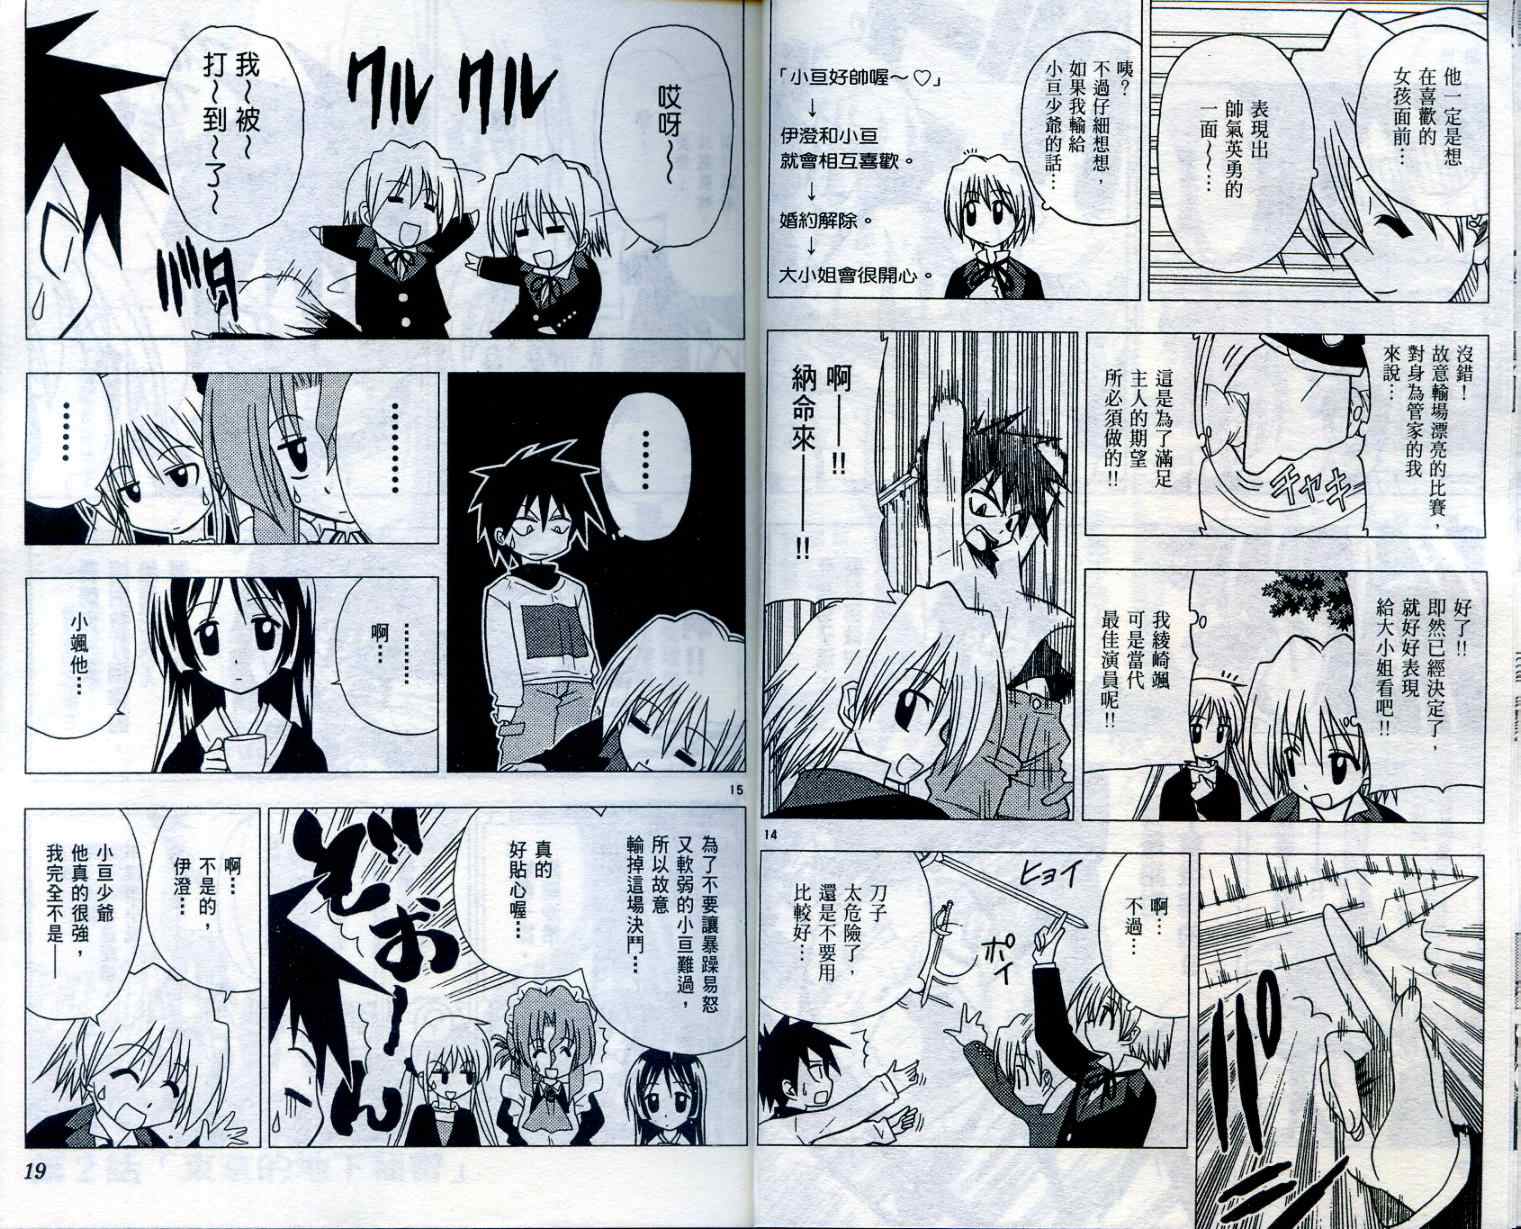 他一定是想
在喜歡的
女孩面前…
表現出
帥氣英勇的
一面～～…
咦？
不過仔細想想，
如果我輸給
小亘少爺的話…
「小亘好帥喔～♡」
↓
伊澄和小亘
就會相互喜歡。
↓
婚約解除。
↓
大小姐會很開心。
沒錯！
故意輸場漂亮的比賽，
對身為管家的我
來說…
這是為了滿足
主人的期望
所必須做的!!
チャキ
啊——!!
納命來——!!
好了!!
即然已經決定了，
就好好表現
給大小姐看吧!!
我綾崎颯
可是當代
最佳演員呢!!
14
啊…
不過…
ヒョイ
ポイ
刀子
太危險了，
還是不要用
比較好…
哎呀～～
クルクル
我～被～
打～到～了～
……
……
……
………
啊…
小颯他…
15
為了不要讓暴躁易怒
又軟弱的小亘難過，
所以故意
輸掉這場決鬥…
真的
好貼心喔…
啊…
不是的，
伊澄…
小亘少爺
他真的很強，
我完全不是——
19